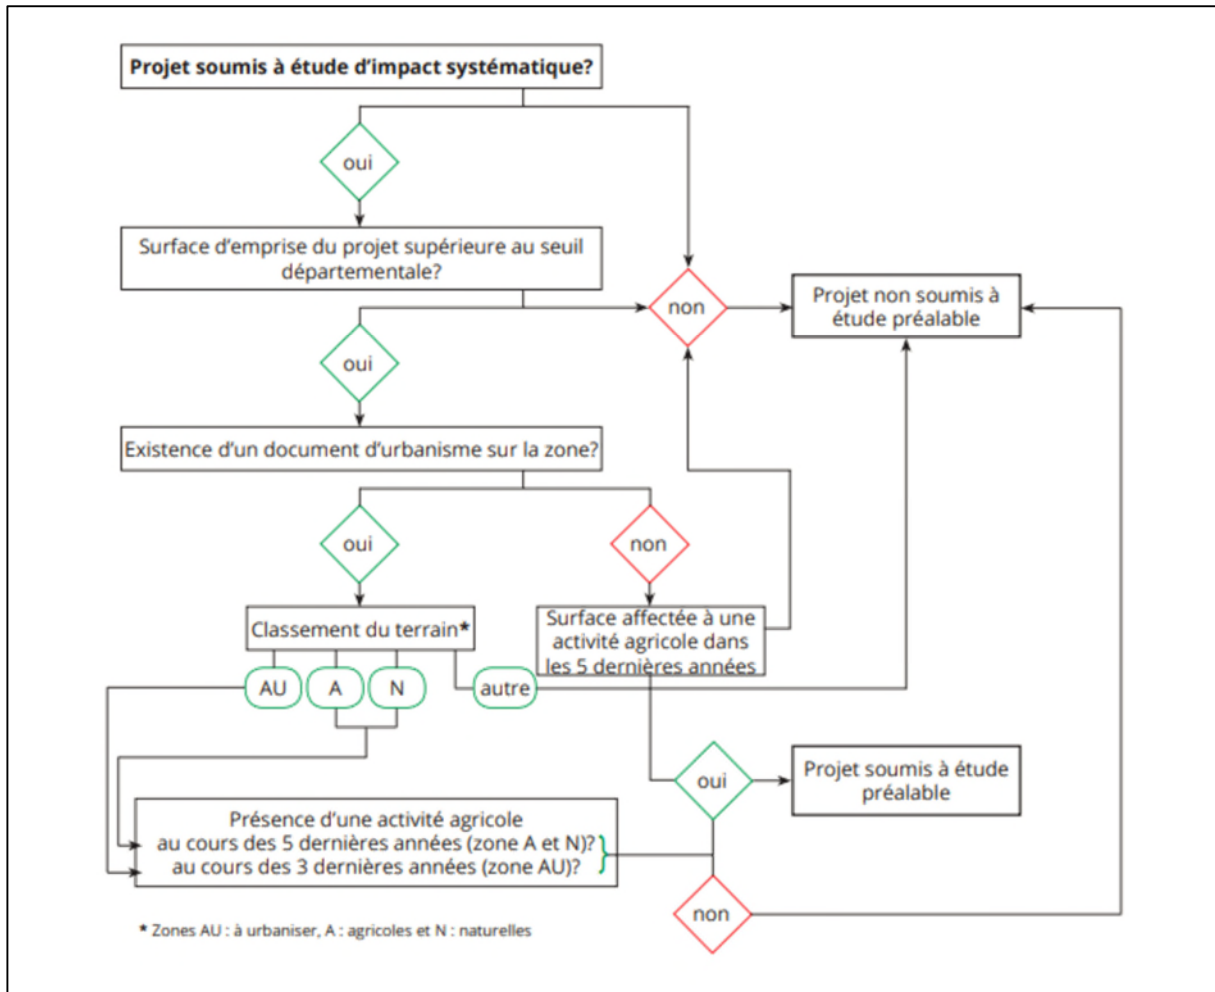 Projet soumis à étude d’impact systématique?
oui
Surface d’emprise du projet supérieure au seuil
départementale?
non
Projet non soumis à
étude préalable
oui
Existence d’un document d’urbanisme sur la zone?
oui
non
Classement du terrain*
Surface affectée à une
activité agricole dans
les 5 dernières années
AU
A
N
autre
oui
Projet soumis à étude
préalable
Présence d’une activité agricole
au cours des 5 dernières années (zone A et N)?
au cours des 3 dernières années (zone AU)?
non
* Zones AU : à urbaniser, A : agricoles et N : naturelles